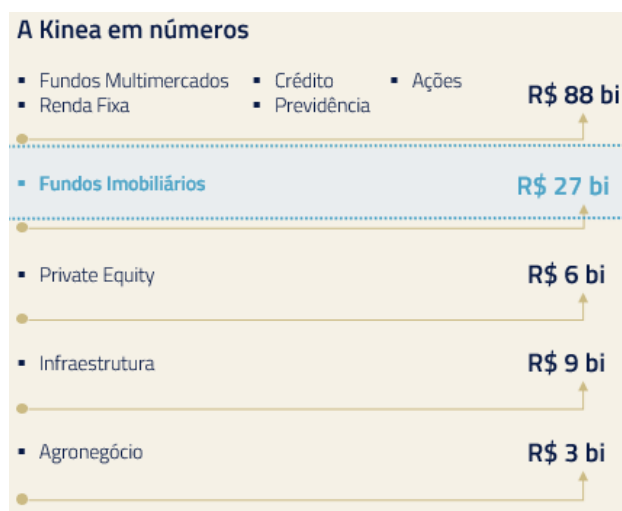 A Kinea em números
▪ Fundos Multimercados ▪ Crédito ▪ Ações
▪ Renda Fixa ▪ Previdência
R$ 88 bi
▪ Fundos Imobiliários R$ 27 bi
▪ Private Equity R$ 6 bi
▪ Infraestrutura R$ 9 bi
▪ Agronegócio R$ 3 bi